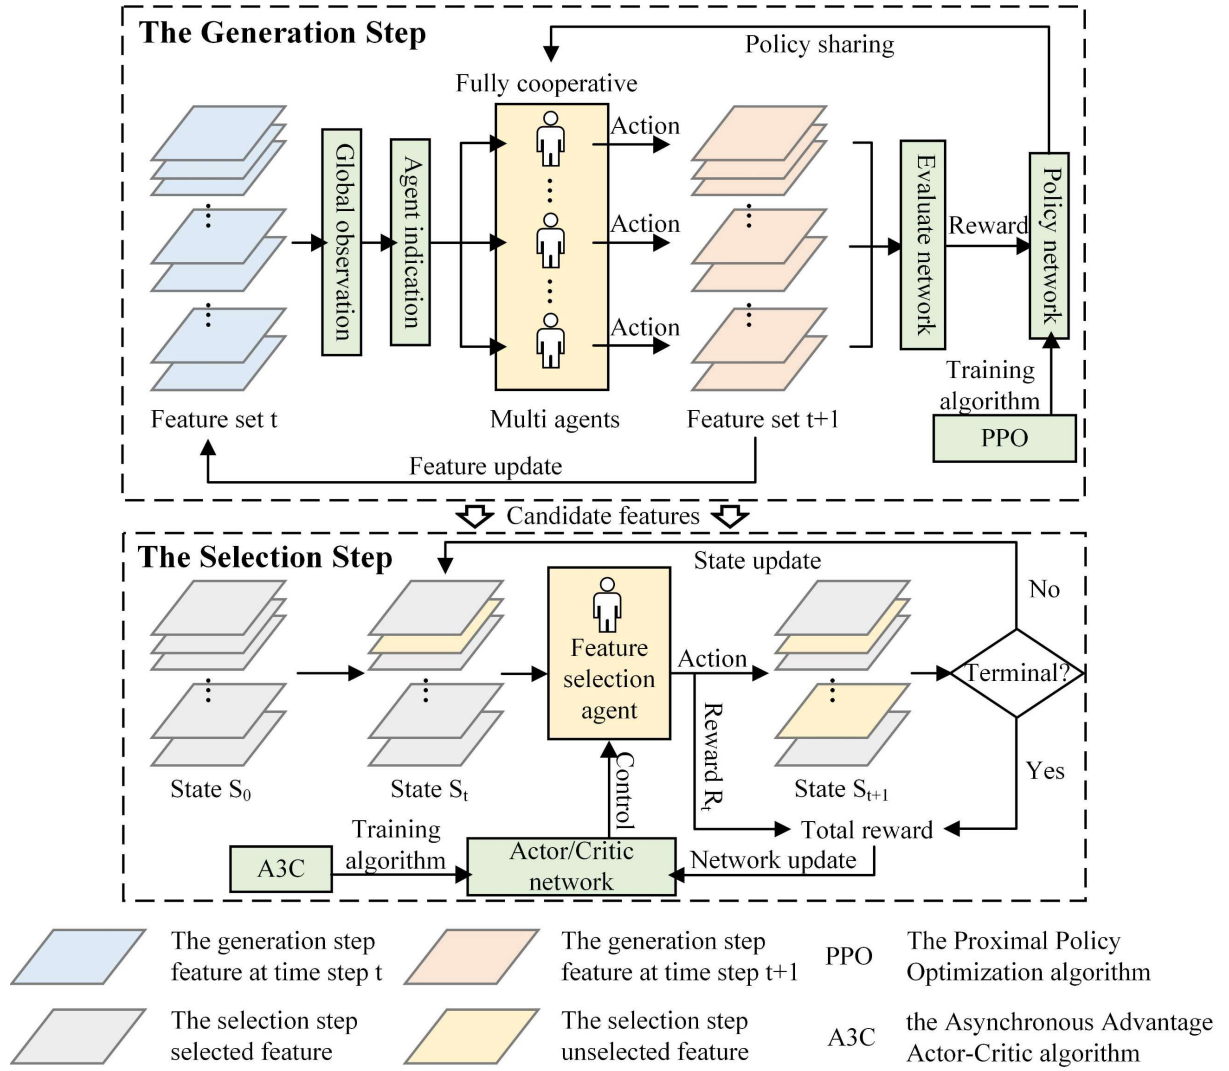 The Generation Step
Policy sharing
Fully cooperative
Action
Action
Action
Global observation
Agent indication
Evaluate network
Reward
Policy network
Training
algorithm
PPO
Feature set t
Multi agents
Feature set t+1
Feature update
Candidate features
The Selection Step
State update
No
Feature
selection
agent
Action
Terminal?
Reward Rt
Control
Yes
State S0
State St
State St+1
Total reward
Training
algorithm
A3C
Actor/Critic
network
Network update
The generation step
feature at time step t
The generation step
feature at time step t+1
PPO
The Proximal Policy
Optimization algorithm
The selection step
selected feature
The selection step
unselected feature
A3C
the Asynchronous Advantage
Actor-Critic algorithm